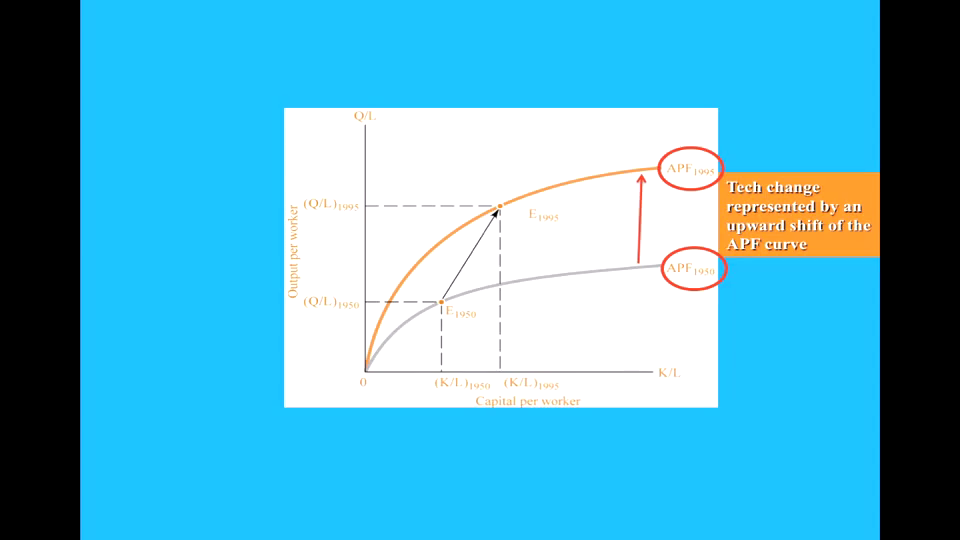 Q/L
APF1995
Tech change
represented by an
upward shift of the
APF curve
(Q/L)1995
E1995
Output per worker
APF1950
(Q/L)1950
E1950
K/L
0
(K/L)1950
(K/L)1995
Capital per worker